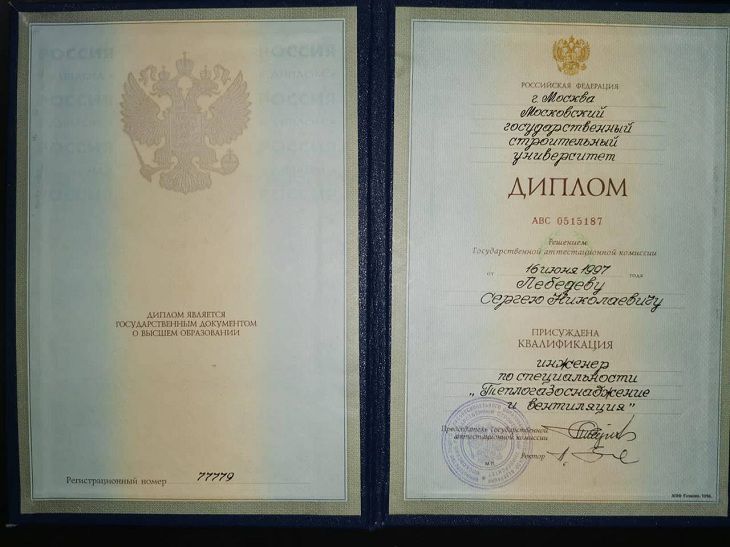 ДИПЛОМ ЯВЛЯЕТСЯ
ГОСУДАРСТВЕННЫМ ДОКУМЕНТОМ
О ВЫСШЕМ ОБРАЗОВАНИИ
Регистрационный номер 77779
РОССИЙСКАЯ ФЕДЕРАЦИЯ
г Москва
Московский
государственный
строительный
университет
ДИПЛОМ
АВС 0515187
Решением
Государственной аттестационной комиссии
от 16 июня 1997 года
Лебедеву
Сергею Николаевичу
ПРИСУЖДЕНА
КВАЛИФИКАЦИЯ
инженер
по специальности
„Теплогазоснабжение
и вентиляция"
Председатель Государственной
аттестационной комиссии
Ректор
МП